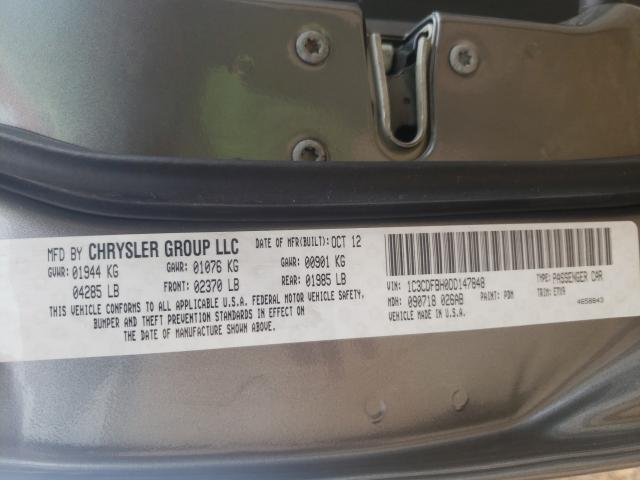 MFD BY CHRYSLER GROUP LLC DATE OF MFR(BUILT): OCT 12
GVWR: 01944 KG GAWR: 01076 KG GAWR: 00901 KG
04285 LB FRONT: 02370 LB REAR: 01985 LB
THIS VEHICLE CONFORMS TO ALL APPLICABLE U.S.A. FEDERAL MOTOR VEHICLE SAFETY,
BUMPER AND THEFT PREVENTION STANDARDS IN EFFECT ON
THE DATE OF MANUFACTURE SHOWN ABOVE.
VIN: 1C3CDFBH0DD147848 TYPE: PASSENGER CAR
MDH: 090718 026AB PAINT: PDM TRIM: ETX9
VEHICLE MADE IN U.S.A. 4658843